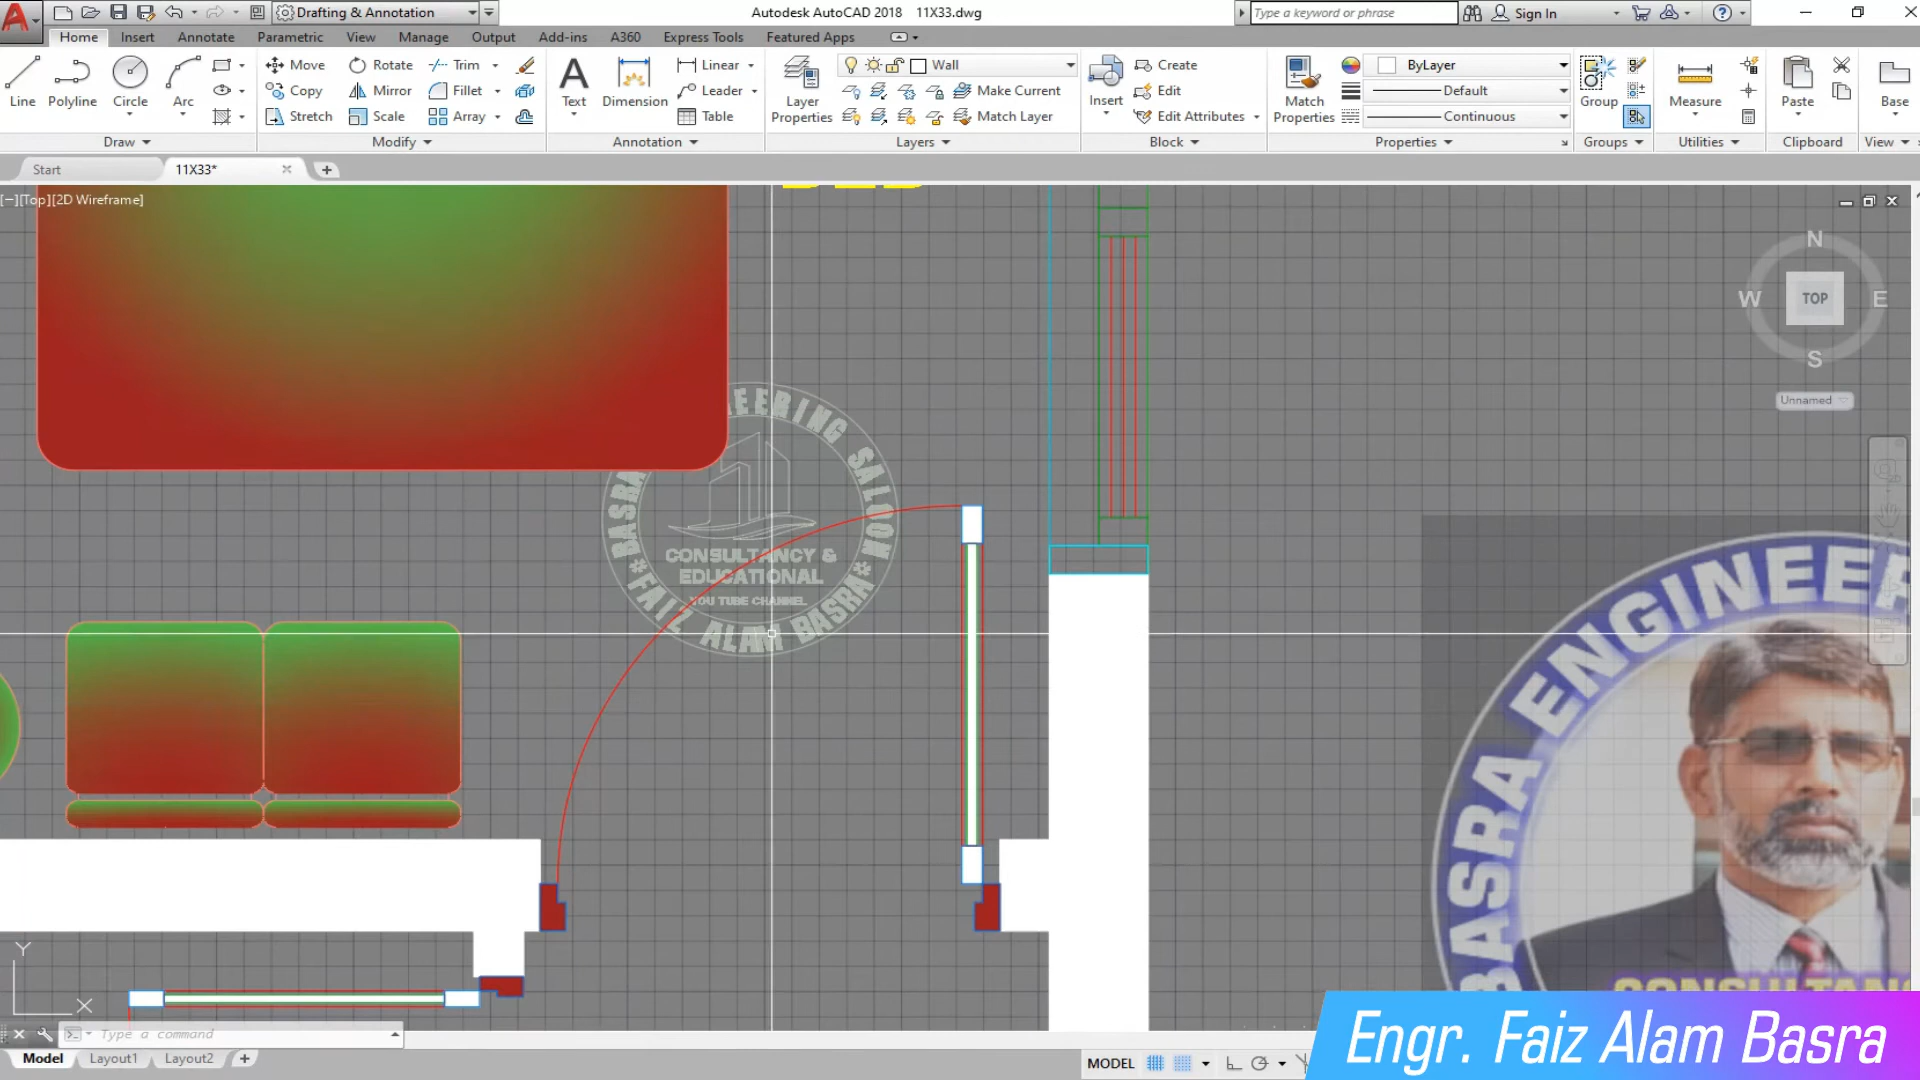 Drafting & Annotation
Autodesk AutoCAD 2018 11X33.dwg
Type a keyword or phrase
Sign In
Home Insert Annotate Parametric View Manage Output Add-ins A360 Express Tools Featured Apps
Line Polyline Circle Arc
Move Rotate Trim
Copy Mirror Fillet
Stretch Scale Array
Text Dimension
Linear
Leader
Table
Layer Properties
Wall
Make Current
Match Layer
Insert
Create
Edit
Edit Attributes
Match Properties
ByLayer
Default
Continuous
Group
Measure
Paste
Base
Draw Modify Annotation Layers Block Properties Groups Utilities Clipboard View
Start 11X33*
[−][Top][2D Wireframe]
N
W TOP E
S
Unnamed
BASRA ENGINEERING SALOON
CONSULTANCY &
EDUCATIONAL
YOU TUBE CHANNEL
FAIZ ALAM BASRA
BASRA ENGINEER
Y
X
Type a command
Model Layout1 Layout2
MODEL
Engr. Faiz Alam Basra